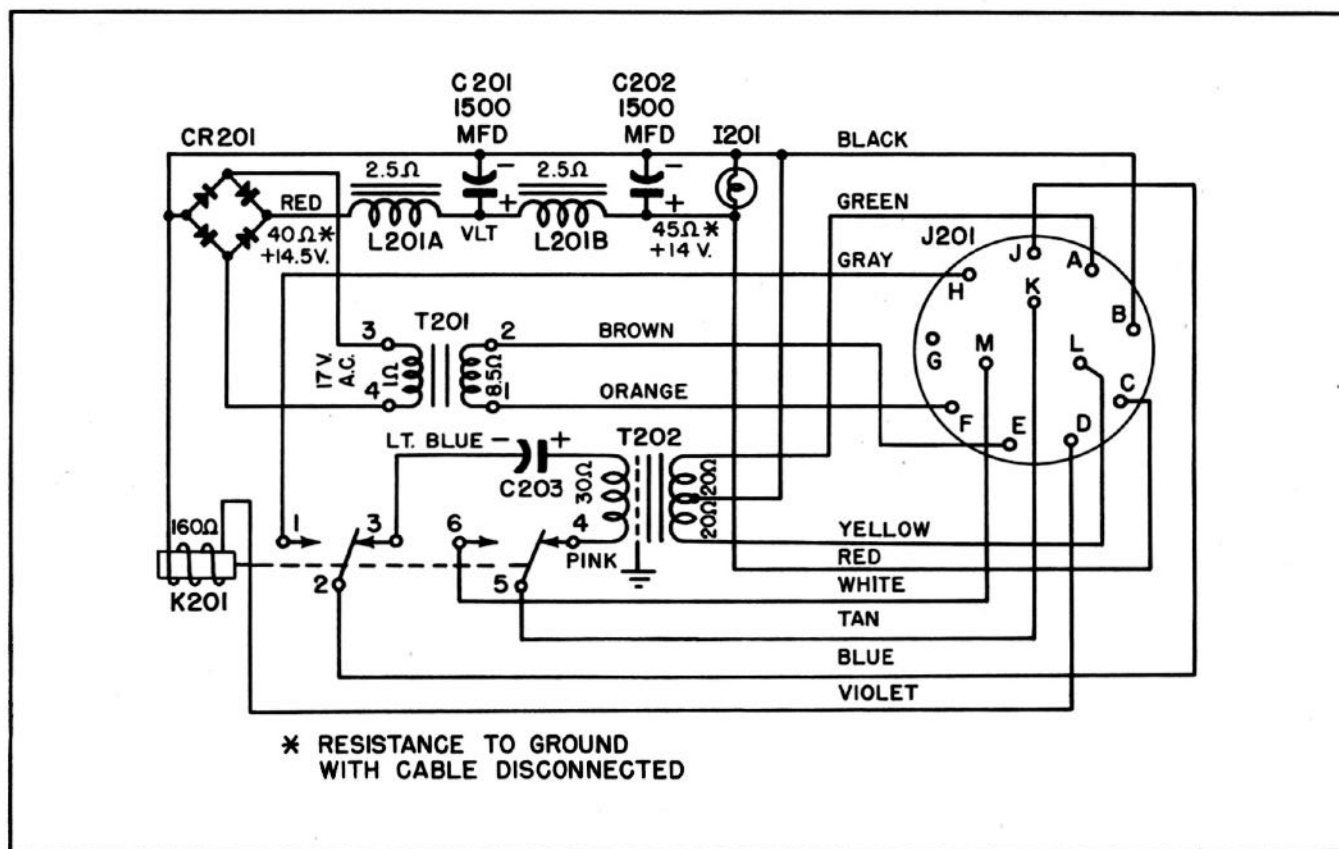 C201
1500
MFD
C202
1500
MFD
CR201
I201
BLACK
2.5Ω
2.5Ω
−
−
RED
+
+
GREEN
40Ω*
+14.5V.
L201A
VLT
L201B
45Ω*
+14V.
J201
GRAY
J
A
H
K
B
T201
3
2
BROWN
G
M
L
17V.
A.C.
1Ω
8.5Ω
C
4
1
ORANGE
F
E
D
LT. BLUE
−
+
T202
C203
30Ω
20Ω
20Ω
160Ω
1
3
6
4
YELLOW
PINK
RED
K201
2
5
WHITE
TAN
BLUE
VIOLET
* RESISTANCE TO GROUND
WITH CABLE DISCONNECTED